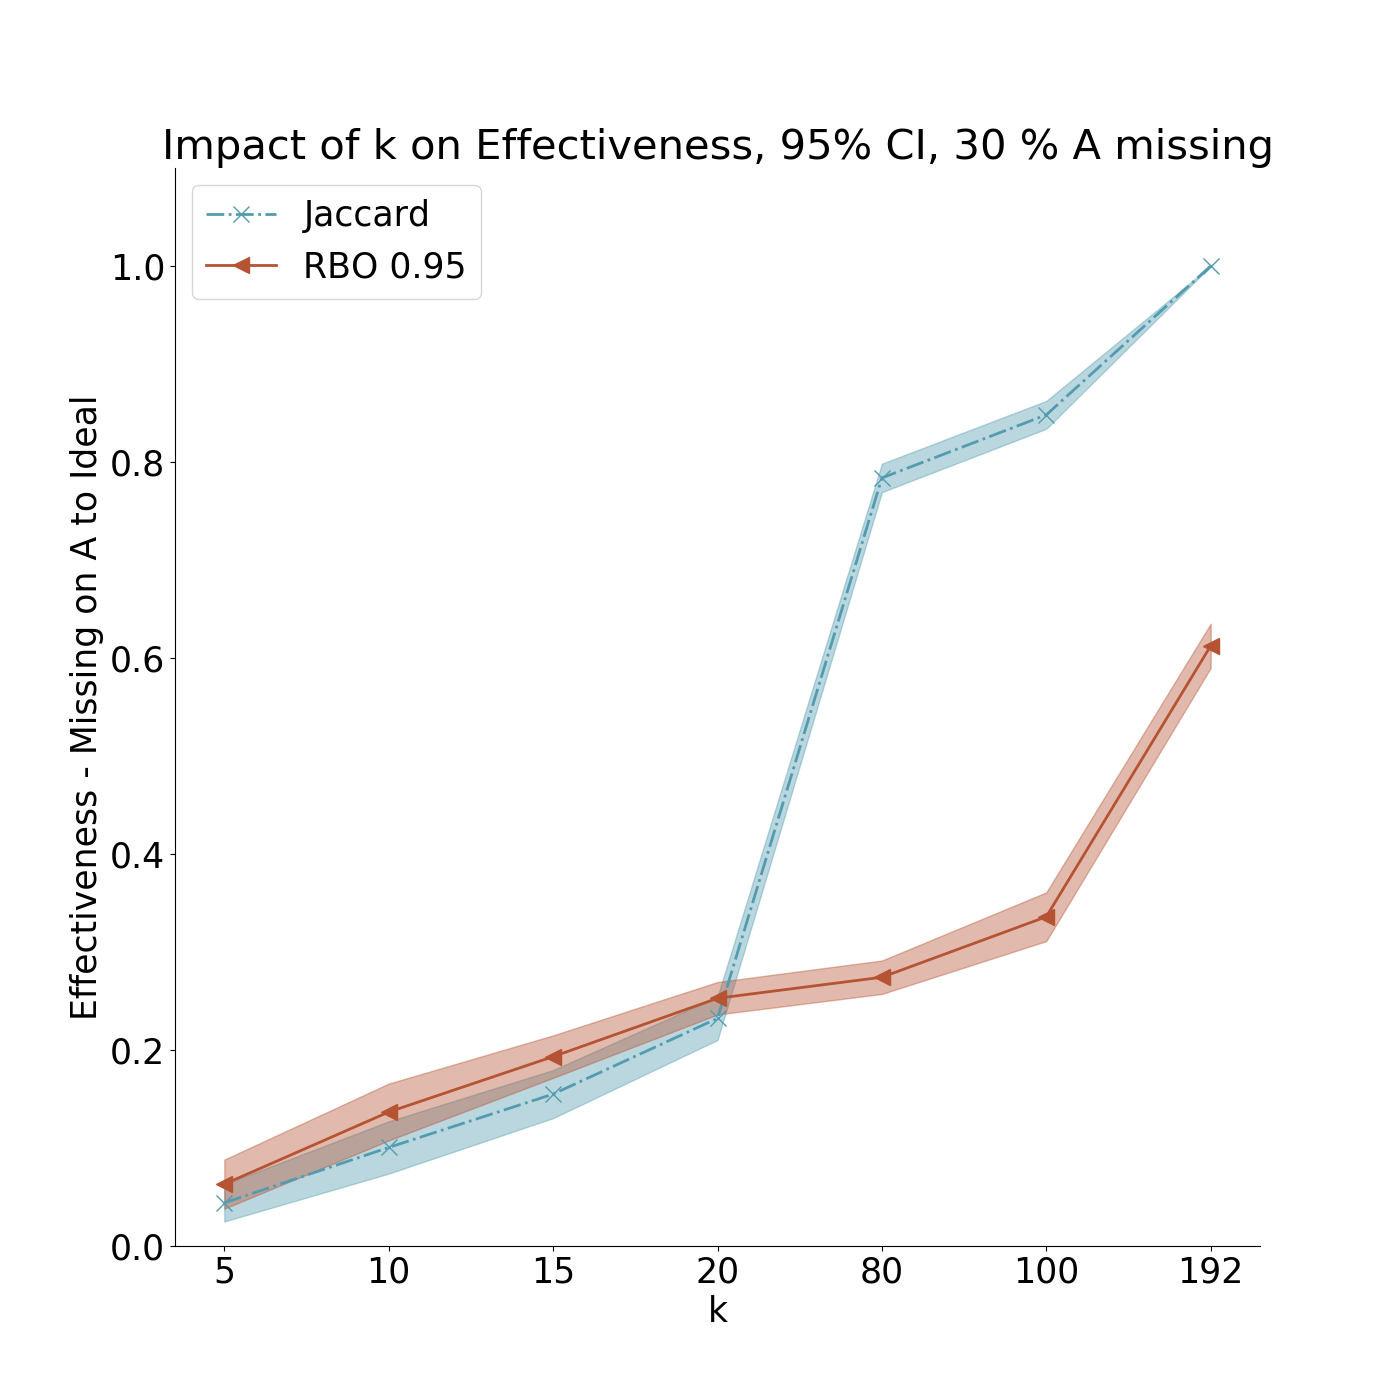 Impact of k on Effectiveness, 95% CI, 30 % A missing
Jaccard
RBO 0.95
Effectiveness - Missing on A to Ideal
1.0
0.8
0.6
0.4
0.2
0.0
5 10 15 20 80 100 192
k